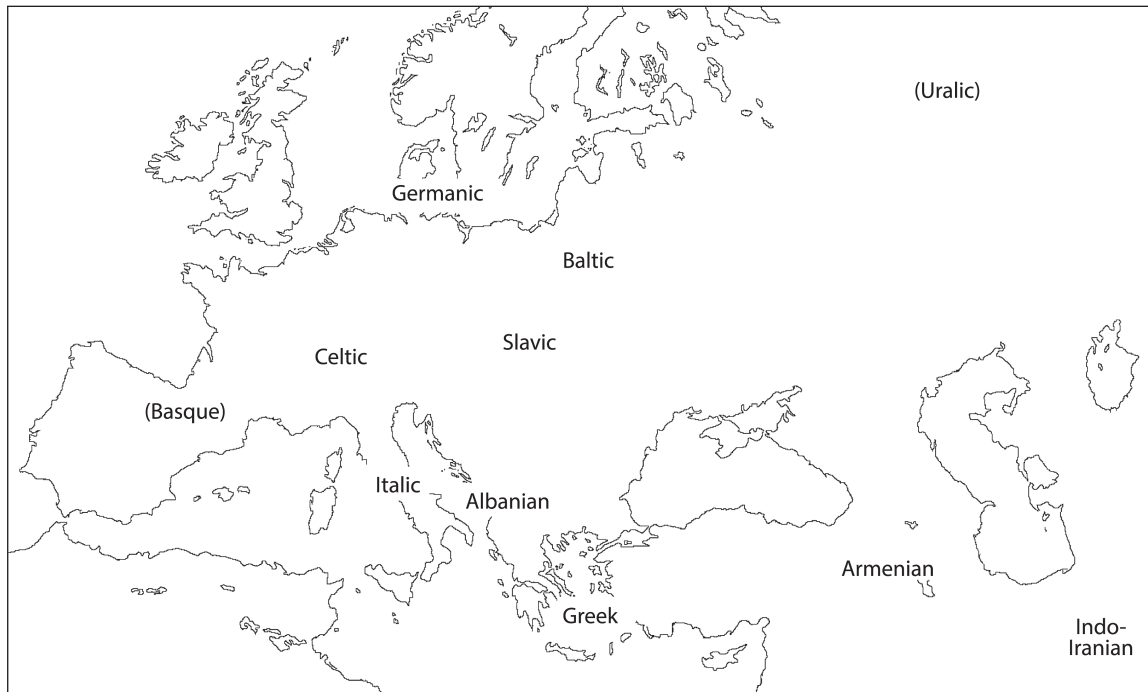 (Uralic)
Germanic
Baltic
Slavic
Celtic
(Basque)
Italic
Albanian
Armenian
Greek
Indo-
Iranian